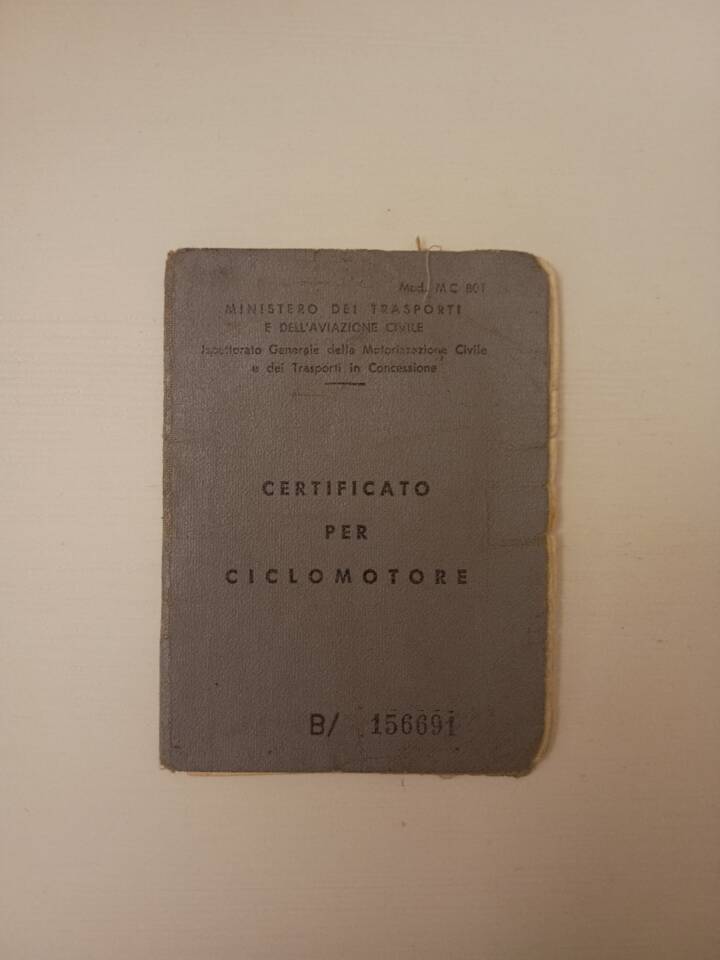 Mod. M C 801
MINISTERO DEI TRASPORTI
E DELL'AVIAZIONE CIVILE
Ispettorato Generale della Motorizzazione Civile
e dei Trasporti in Concessione
CERTIFICATO
PER
CICLOMOTORE
B/ 156691